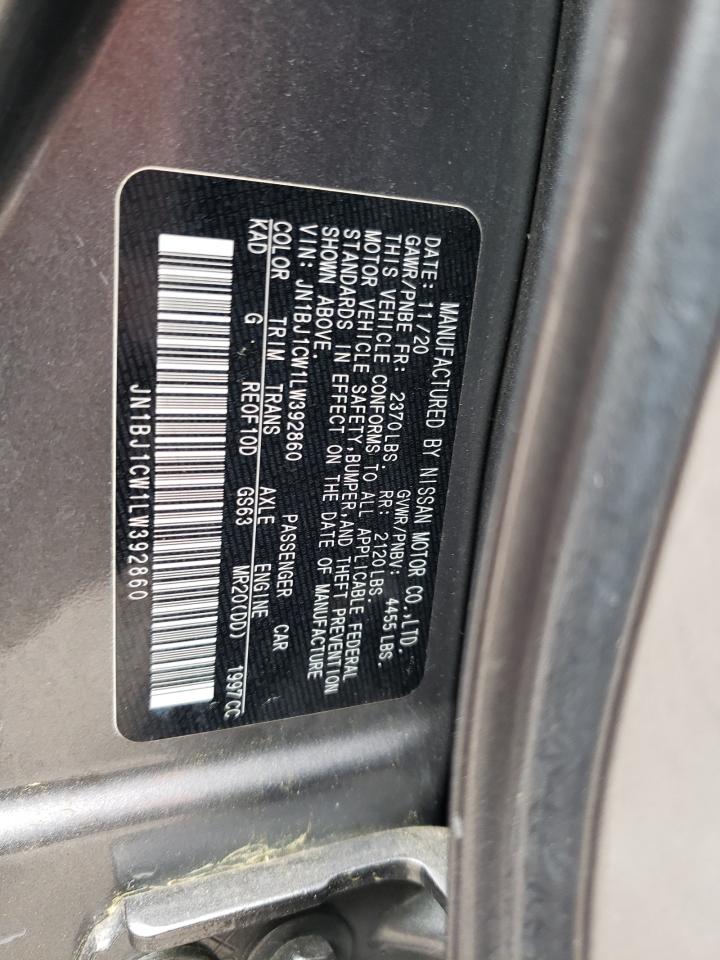 MANUFACTURED BY NISSAN MOTOR CO.,LTD.
DATE: 11/20 GVWR/PNBV: 4455 LBS.
GAWR/PNBE FR: 2370 LBS. RR: 2120 LBS.
THIS VEHICLE CONFORMS TO ALL APPLICABLE FEDERAL
MOTOR VEHICLE SAFETY,BUMPER,AND THEFT PREVENTION
STANDARDS IN EFFECT ON THE DATE OF MANUFACTURE
SHOWN ABOVE.
VIN: JN1BJ1CW1LW392860 PASSENGER CAR
COLOR TRIM TRANS AXLE ENGINE
KAD G RE0F10D GS63 MR20(DD) 1997CC
JN1BJ1CW1LW392860